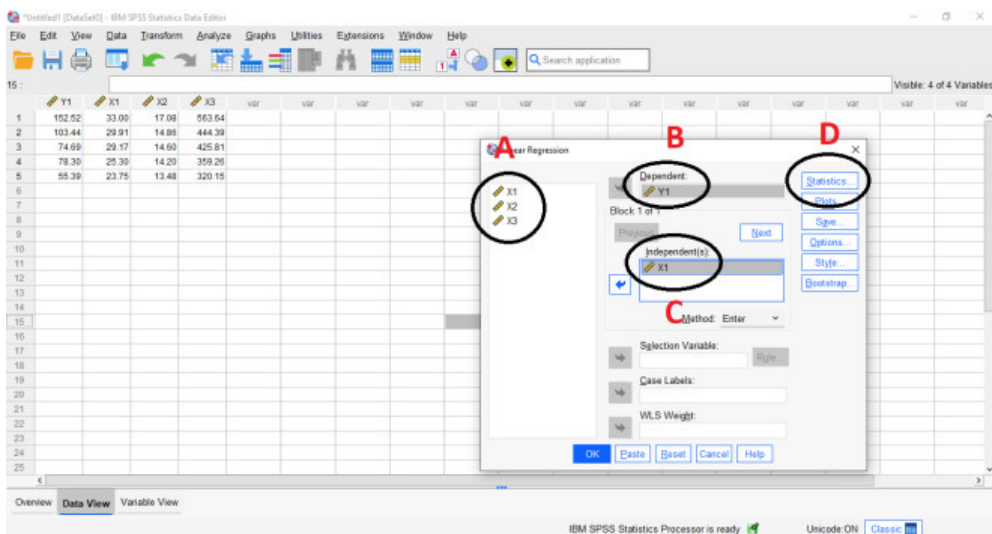 *Untitled1 [DataSet0] - IBM SPSS Statistics Data Editor
File Edit View Data Transform Analyze Graphs Utilities Extensions Window Help
Search application
15 :
Visible: 4 of 4 Variables
Y1 X1 X2 X3 var var var var var var var var var var var var var var
1 152.52 33.00 17.08 563.64
2 103.44 29.91 14.86 444.39
3 74.69 29.17 14.60 425.81
4 78.30 25.30 14.20 359.26
5 55.39 23.75 13.48 320.15
6
7
8
9
10
11
12
13
14
15
16
17
18
19
20
21
22
23
24
25
A
B
D
Linear Regression
X1
X2
X3
Dependent:
Y1
Block 1 of 1
Previous
Next
Independent(s):
X1
C
Method: Enter
Selection Variable:
Rule...
Case Labels:
WLS Weight:
Statistics...
Plots...
Save...
Options...
Style...
Bootstrap...
OK Paste Reset Cancel Help
Overview Data View Variable View
IBM SPSS Statistics Processor is ready Unicode:ON Classic